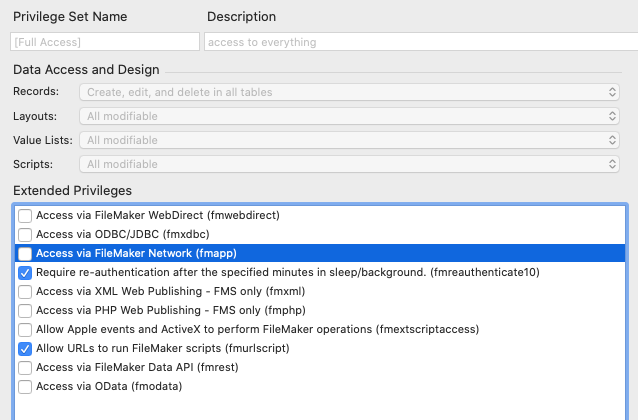 Privilege Set Name Description
[Full Access] access to everything
Data Access and Design
Records: Create, edit, and delete in all tables
Layouts: All modifiable
Value Lists: All modifiable
Scripts: All modifiable
Extended Privileges
Access via FileMaker WebDirect (fmwebdirect)
Access via ODBC/JDBC (fmxdbc)
Access via FileMaker Network (fmapp)
Require re-authentication after the specified minutes in sleep/background. (fmreauthenticate10)
Access via XML Web Publishing - FMS only (fmxml)
Access via PHP Web Publishing - FMS only (fmphp)
Allow Apple events and ActiveX to perform FileMaker operations (fmextscriptaccess)
Allow URLs to run FileMaker scripts (fmurlscript)
Access via FileMaker Data API (fmrest)
Access via OData (fmodata)